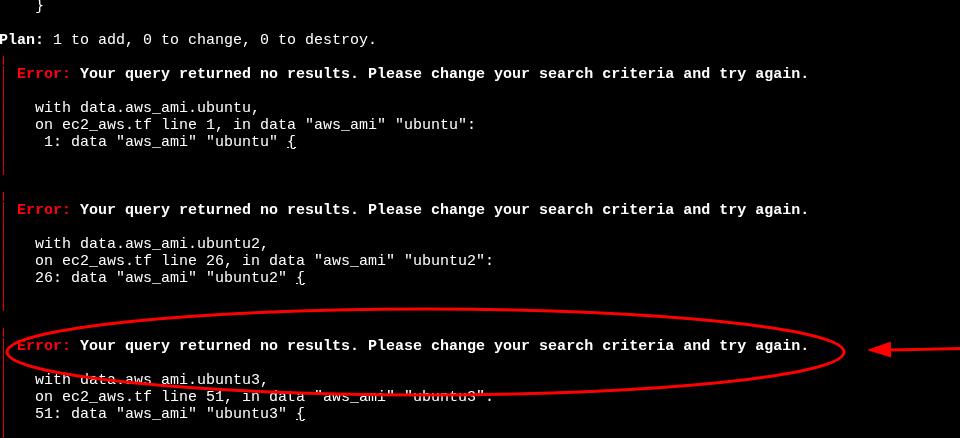 }
Plan: 1 to add, 0 to change, 0 to destroy.
Error: Your query returned no results. Please change your search criteria and try again.
with data.aws_ami.ubuntu,
on ec2_aws.tf line 1, in data "aws_ami" "ubuntu":
1: data "aws_ami" "ubuntu" {
Error: Your query returned no results. Please change your search criteria and try again.
with data.aws_ami.ubuntu2,
on ec2_aws.tf line 26, in data "aws_ami" "ubuntu2":
26: data "aws_ami" "ubuntu2" {
Error: Your query returned no results. Please change your search criteria and try again.
with data.aws_ami.ubuntu3,
on ec2_aws.tf line 51, in data "aws_ami" "ubuntu3":
51: data "aws_ami" "ubuntu3" {